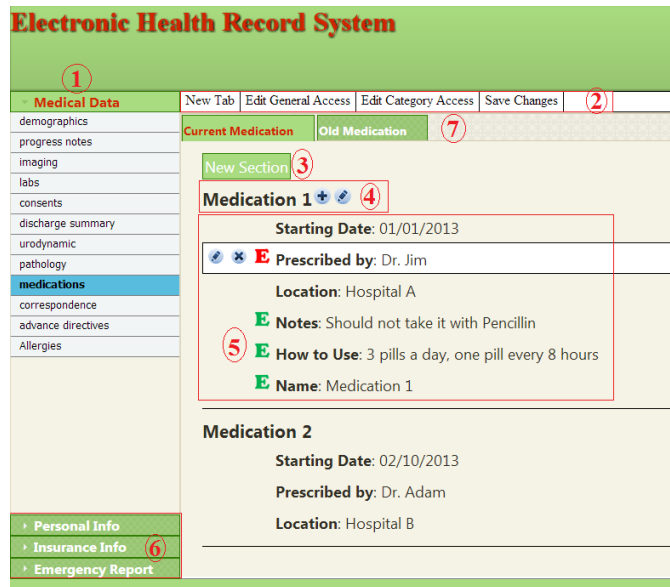 Electronic Health Record System
1
Medical Data
New Tab Edit General Access Edit Category Access Save Changes 2
demographics
progress notes
imaging
labs
consents
discharge summary
urodynamic
pathology
medications
correspondence
advance directives
Allergies
Current Medication Old Medication 7
New Section 3
Medication 1 4
Starting Date: 01/01/2013
E Prescribed by: Dr. Jim
Location: Hospital A
E Notes: Should not take it with Pencillin
5 E How to Use: 3 pills a day, one pill every 8 hours
E Name: Medication 1
Medication 2
Starting Date: 02/10/2013
Prescribed by: Dr. Adam
Location: Hospital B
Personal Info
Insurance Info 6
Emergency Report